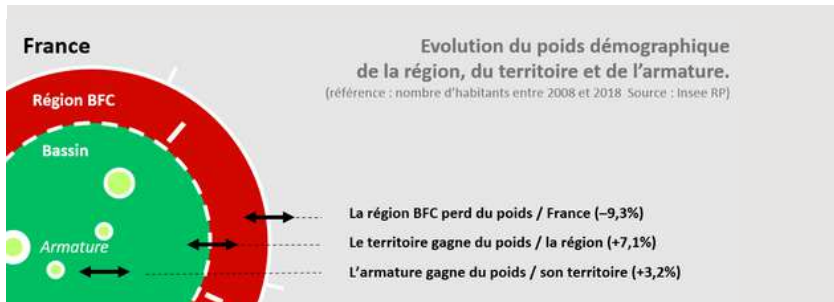 France
Evolution du poids démographique
de la région, du territoire et de l'armature.
(référence : nombre d'habitants entre 2008 et 2018 Source : Insee RP)
Région BFC
Bassin
Armature
La région BFC perd du poids / France (–9,3%)
Le territoire gagne du poids / la région (+7,1%)
L'armature gagne du poids / son territoire (+3,2%)